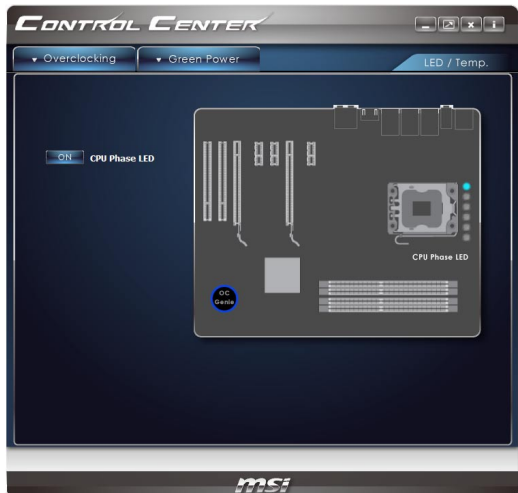 CONTROL CENTER
Overclocking
Green Power
LED / Temp.
ON CPU Phase LED
CPU Phase LED
OC
Genie
msi